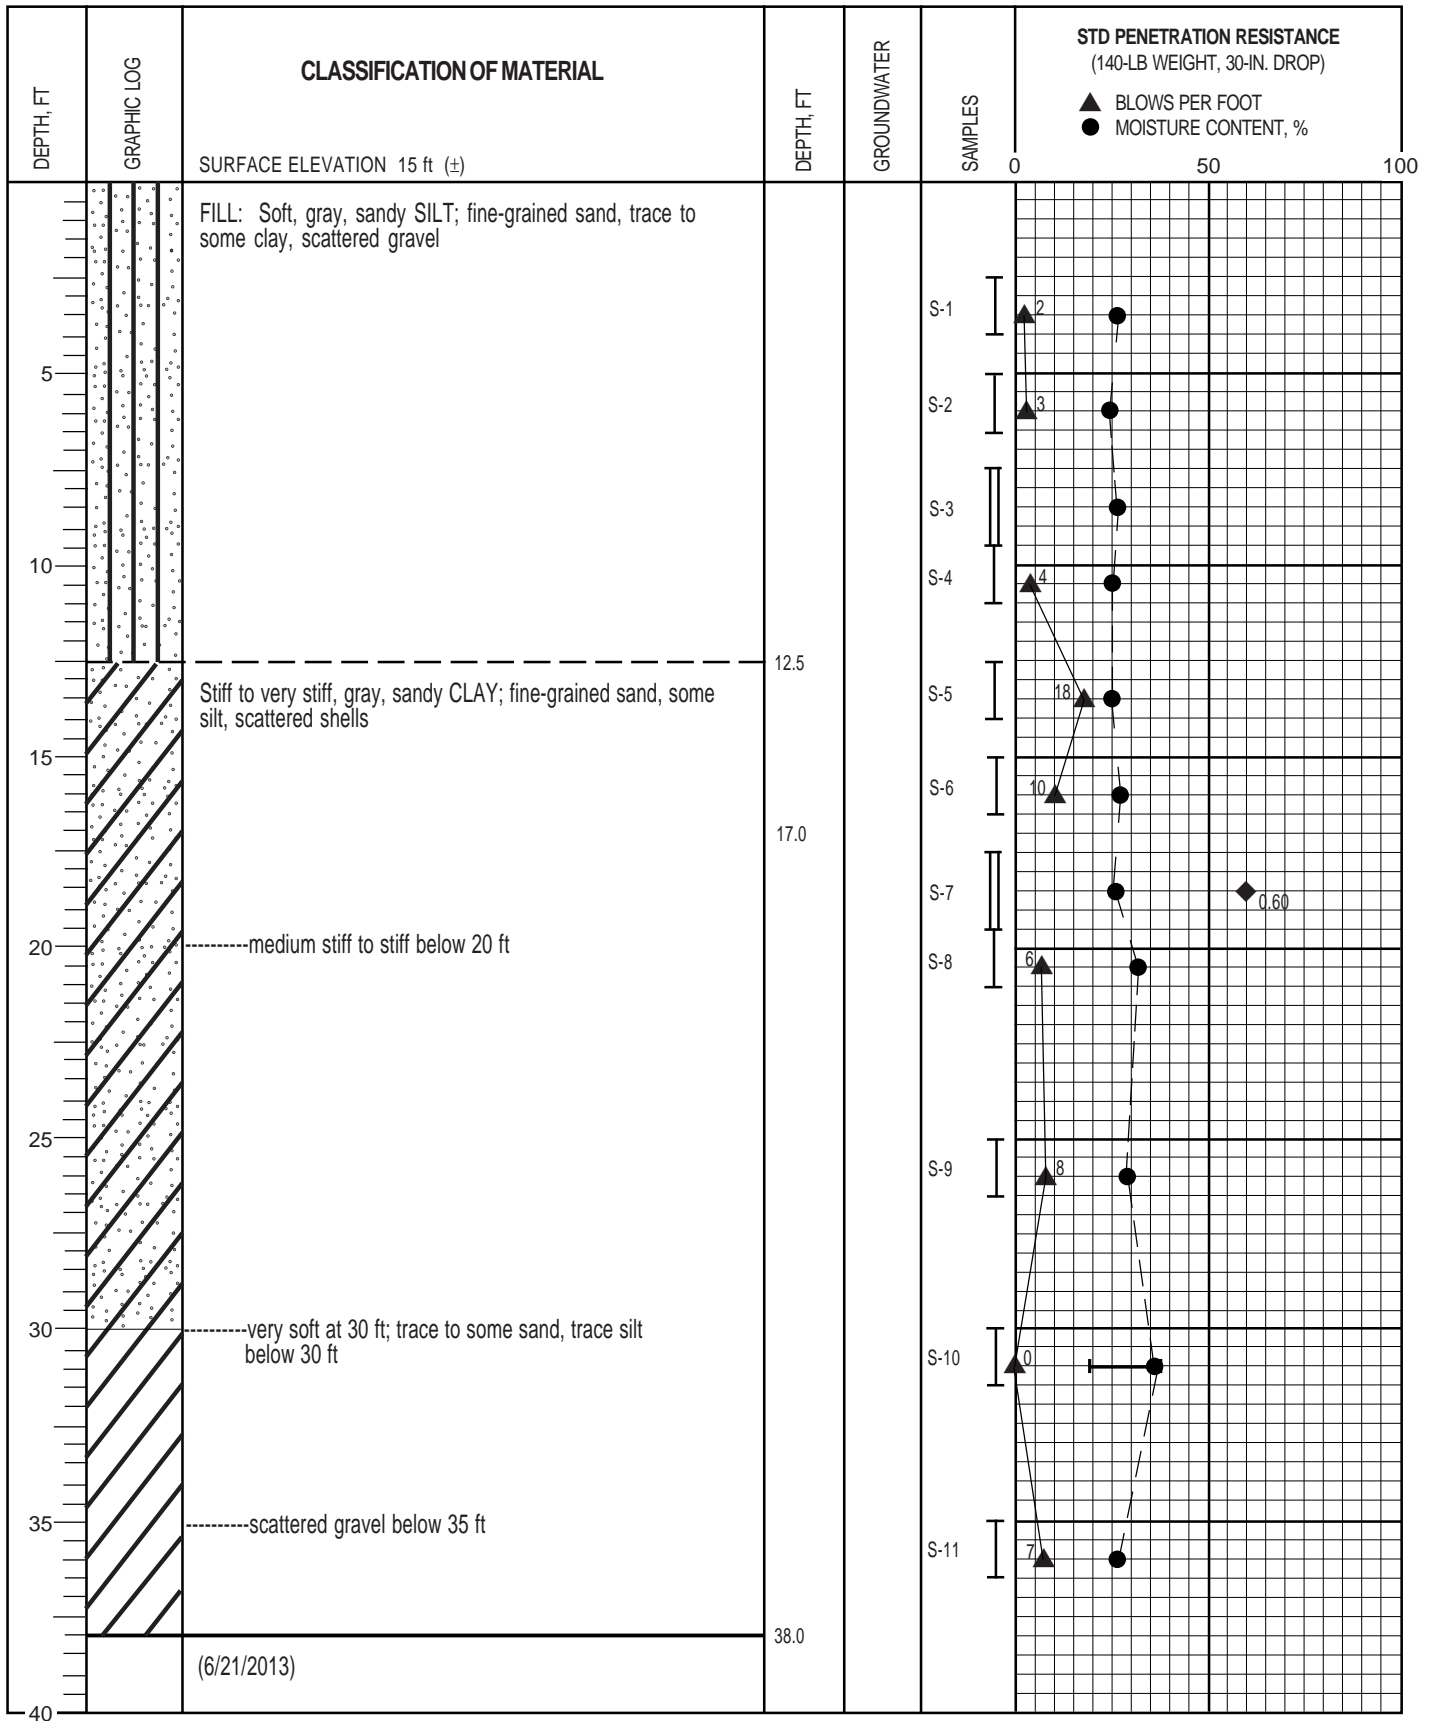 DEPTH, FT
GRAPHIC LOG
CLASSIFICATION OF MATERIAL
SURFACE ELEVATION 15 ft (±)
DEPTH, FT
GROUNDWATER
SAMPLES
STD PENETRATION RESISTANCE
(140-LB WEIGHT, 30-IN. DROP)
BLOWS PER FOOT
MOISTURE CONTENT, %
0 50 100
FILL: Soft, gray, sandy SILT; fine-grained sand, trace to
some clay, scattered gravel
S-1 2
5
S-2 3
S-3
10
S-4 4
12.5
Stiff to very stiff, gray, sandy CLAY; fine-grained sand, some
silt, scattered shells
S-5 18
15
S-6 10
17.0
S-7 0.60
20 medium stiff to stiff below 20 ft
S-8 6
25
S-9 8
30 very soft at 30 ft; trace to some sand, trace silt
below 30 ft
S-10 0
35 scattered gravel below 35 ft
S-11 7
38.0
(6/21/2013)
40